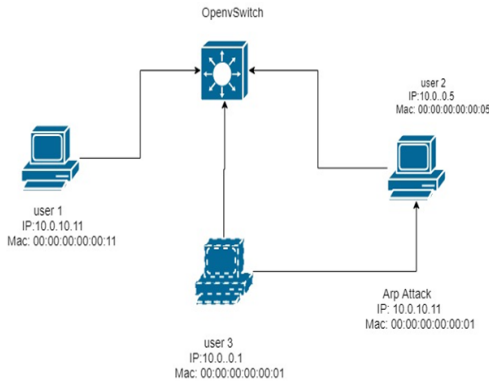 OpenvSwitch
user 2
IP:10.0..0.5
Mac: 00:00:00:00:00:05
user 1
IP:10.0.10.11
Mac: 00:00:00:00:00:11
Arp Attack
IP: 10.0.10.11
Mac: 00:00:00:00:00:01
user 3
IP:10.0..0.1
Mac: 00:00:00:00:00:01